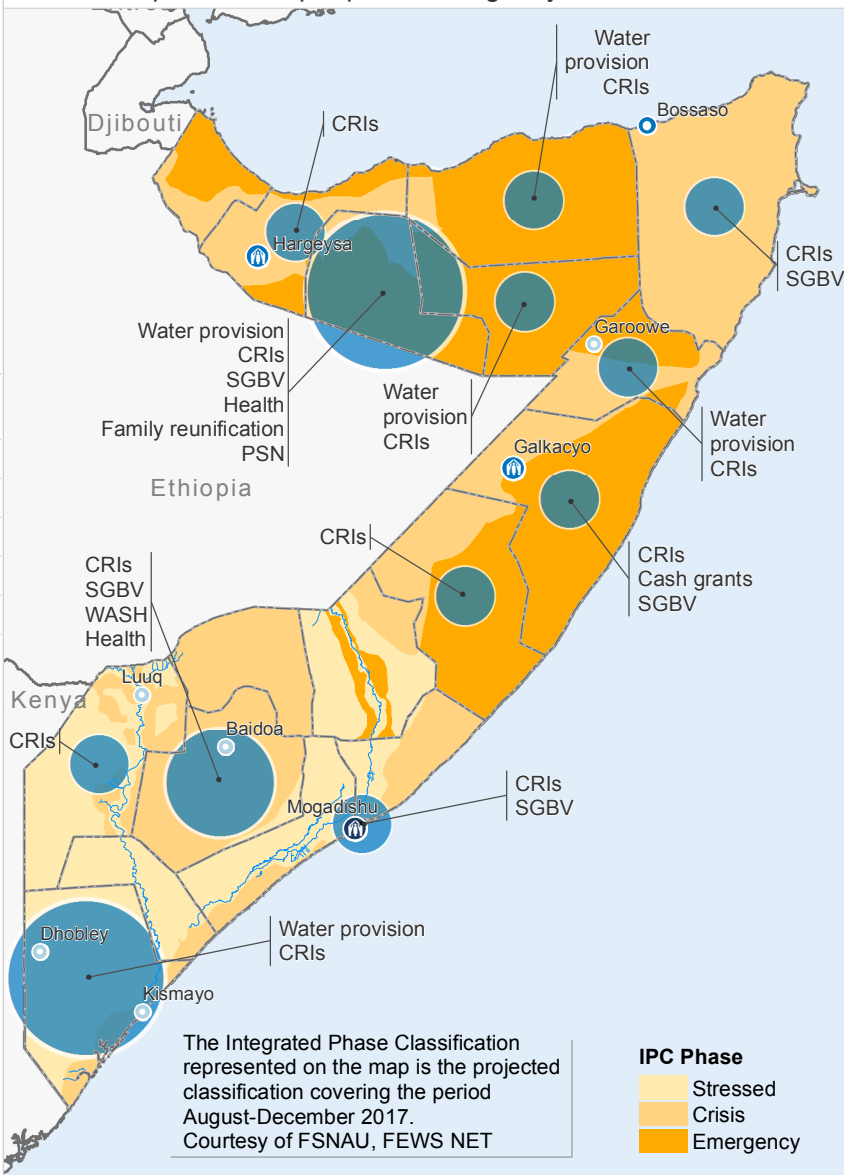 Water
provision
CRIs
Bossaso
Djibouti
CRIs
Hargeysa
CRIs
SGBV
Water provision
CRIs
SGBV
Health
Family reunification
PSN
Garoowe
Water
provision
CRIs
Water
provision
CRIs
Galkacyo
Ethiopia
CRIs
CRIs
Cash grants
SGBV
CRIs
SGBV
WASH
Health
Luuq
Kenya
Baidoa
CRIs
Mogadishu
CRIs
SGBV
Water provision
CRIs
Dhobley
Kismayo
The Integrated Phase Classification
represented on the map is the projected
classification covering the period
August-December 2017.
Courtesy of FSNAU, FEWS NET
IPC Phase
Stressed
Crisis
Emergency